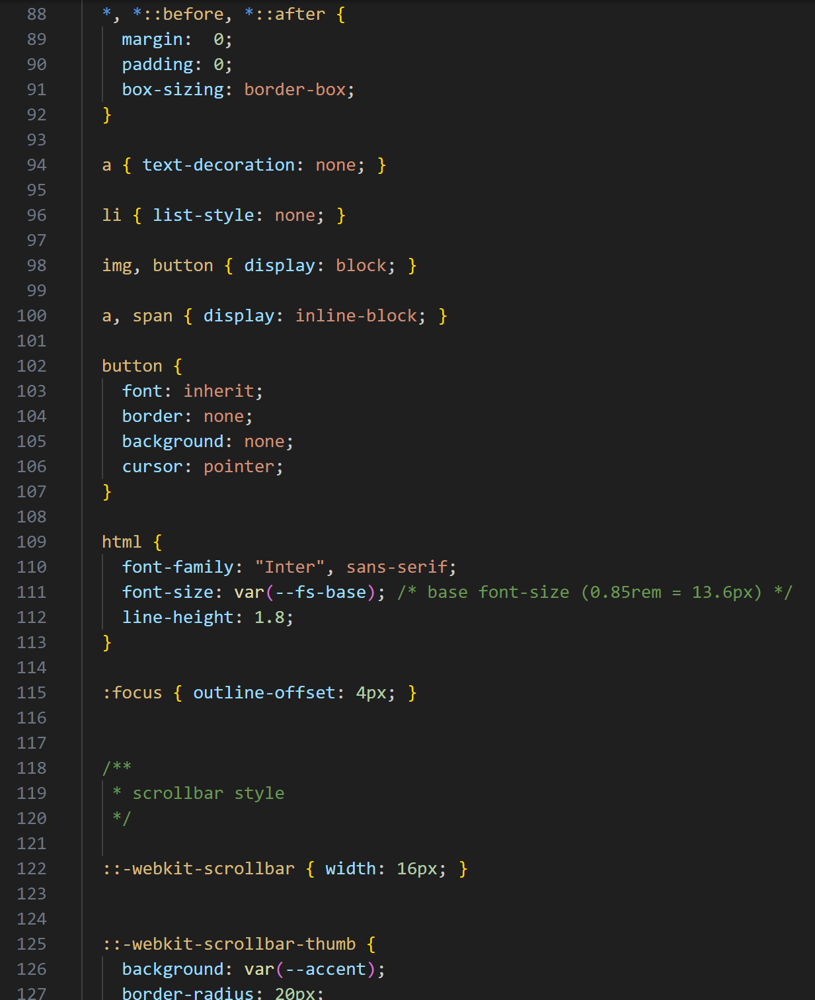 88 *, *::before, *::after {
89 margin:  0;
90 padding: 0;
91 box-sizing: border-box;
92 }
93
94 a { text-decoration: none; }
95
96 li { list-style: none; }
97
98 img, button { display: block; }
99
100 a, span { display: inline-block; }
101
102 button {
103 font: inherit;
104 border: none;
105 background: none;
106 cursor: pointer;
107 }
108
109 html {
110 font-family: "Inter", sans-serif;
111 font-size: var(--fs-base); /* base font-size (0.85rem = 13.6px) */
112 line-height: 1.8;
113 }
114
115 :focus { outline-offset: 4px; }
116
117
118 /**
119 * scrollbar style
120 */
121
122 ::-webkit-scrollbar { width: 16px; }
123
124
125 ::-webkit-scrollbar-thumb {
126 background: var(--accent);
127 border-radius: 20px;